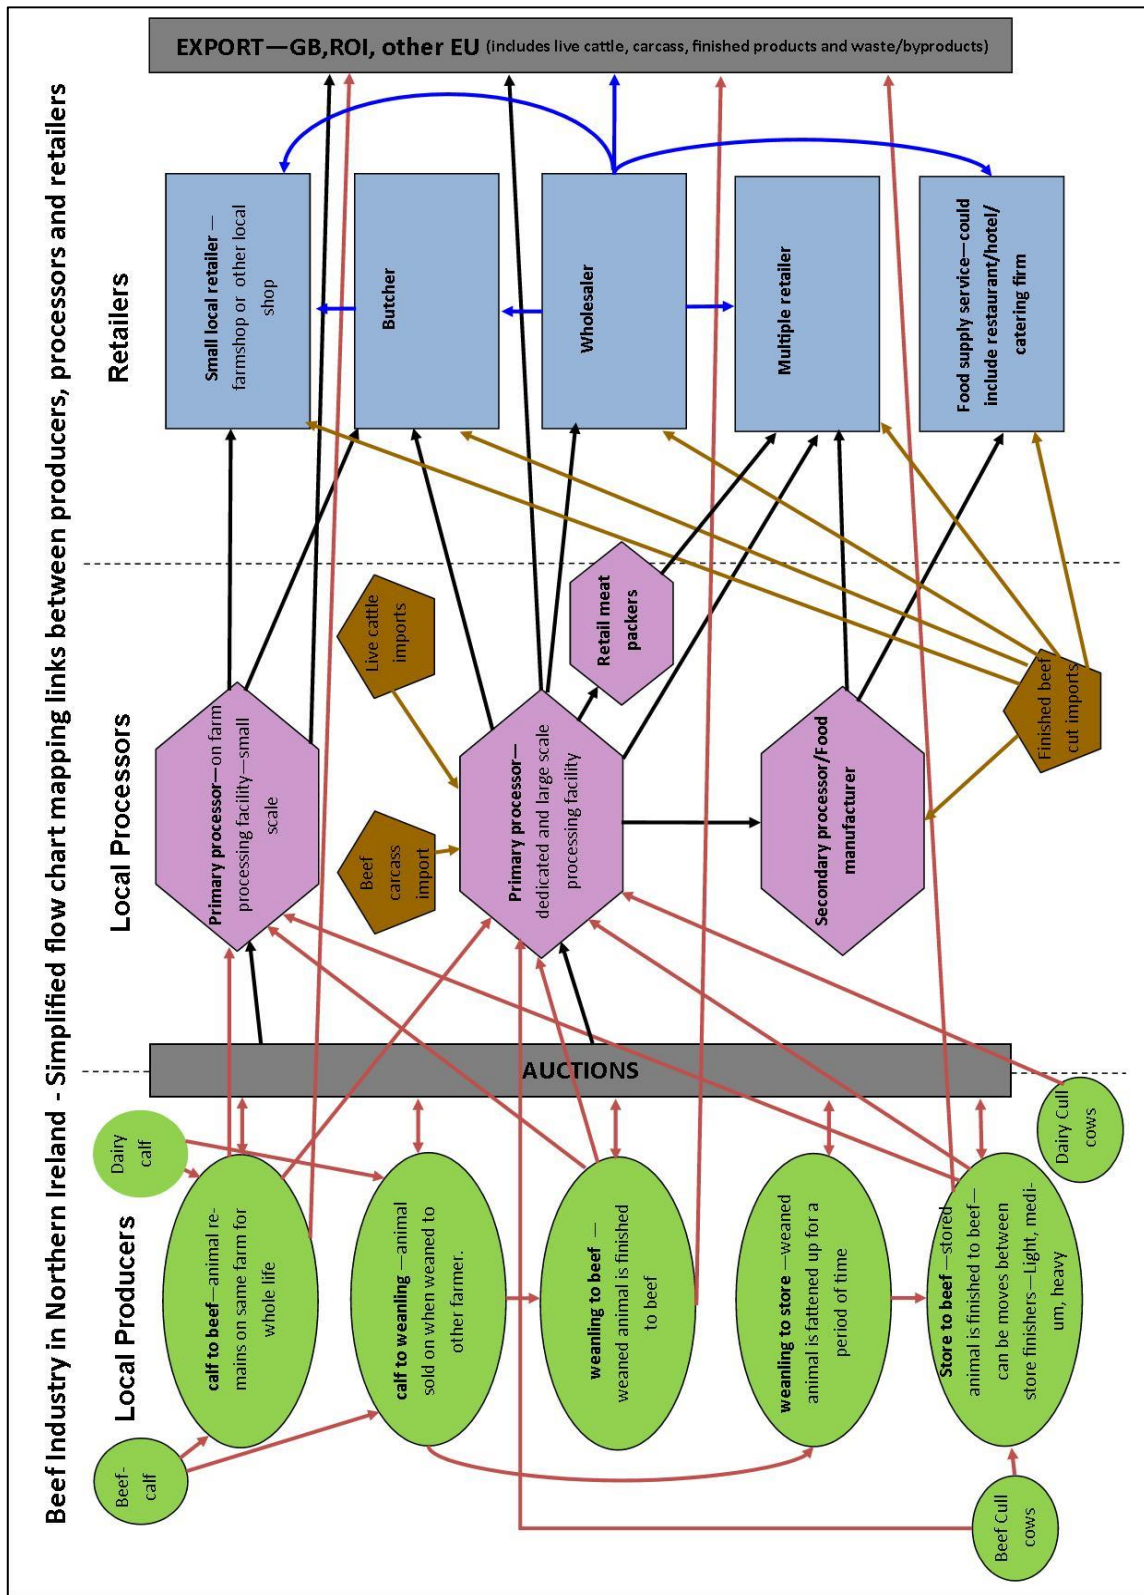 Beef Industry in Northern Ireland - Simplified flow chart mapping links between producers, processors and retailers
Local Producers
Local Processors
Retailers
Beef-
calf
Dairy
calf
calf to beef—animal re-
mains on same farm for
whole life
calf to weanling —animal
sold on when weaned to
other farmer.
weanling to beef —
weaned animal is finished
to beef
weanling to store —weaned
animal is fattened up for a
period of time
Store to beef —stored
animal is finished to beef—
can be moves between
store finishers—Light, medi-
um, heavy
Beef Cull
cows
Dairy Cull
cows
AUCTIONS
Primary processor—on farm
processing facility—small
scale
Beef
carcass
import
Live cattle
imports
Primary processor—
dedicated and large scale
processing facility
Retail meat
packers
Secondary processor/Food
manufacturer
Finished beef
cut imports
Small local retailer —
farmshop or other local
shop
Butcher
Wholesaler
Multiple retailer
Food supply service—could
include restaurant/hotel/
catering firm
EXPORT—GB,ROI, other EU (includes live cattle, carcass, finished products and waste/byproducts)